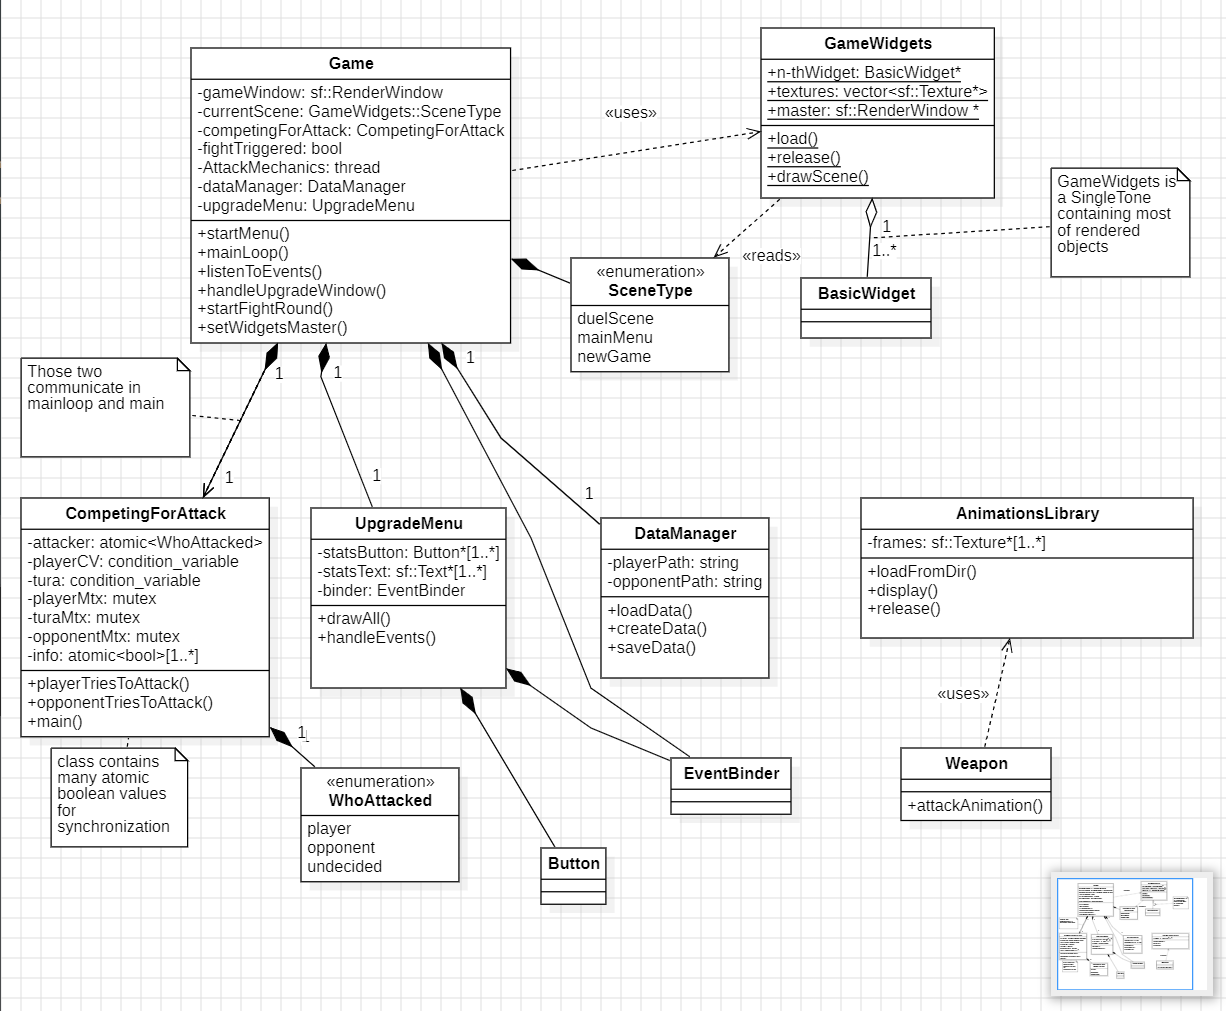 Game
-gameWindow: sf::RenderWindow
-currentScene: GameWidgets::SceneType
-competingForAttack: CompetingForAttack
-fightTriggered: bool
-AttackMechanics: thread
-dataManager: DataManager
-upgradeMenu: UpgradeMenu
+startMenu()
+mainLoop()
+listenToEvents()
+handleUpgradeWindow()
+startFightRound()
+setWidgetsMaster()
«uses»
GameWidgets
+n-thWidget: BasicWidget*
+textures: vector<sf::Texture*>
+master: sf::RenderWindow *
+load()
+release()
+drawScene()
GameWidgets is
a SingleTone
containing most
of rendered
objects
1
1..*
«reads»
«enumeration»
SceneType
duelScene
mainMenu
newGame
BasicWidget
Those two
communicate in
mainloop and main
1
1
1
1
1
1
CompetingForAttack
-attacker: atomic<WhoAttacked>
-playerCV: condition_variable
-tura: condition_variable
-playerMtx: mutex
-turaMtx: mutex
-opponentMtx: mutex
-info: atomic<bool>[1..*]
+playerTriesToAttack()
+opponentTriesToAttack()
+main()
UpgradeMenu
-statsButton: Button*[1..*]
-statsText: sf::Text*[1..*]
-binder: EventBinder
+drawAll()
+handleEvents()
DataManager
-playerPath: string
-opponentPath: string
+loadData()
+createData()
+saveData()
AnimationsLibrary
-frames: sf::Texture*[1..*]
+loadFromDir()
+display()
+release()
«uses»
1
class contains
many atomic
boolean values
for
synchronization
«enumeration»
WhoAttacked
player
opponent
undecided
EventBinder
Button
Weapon
+attackAnimation()